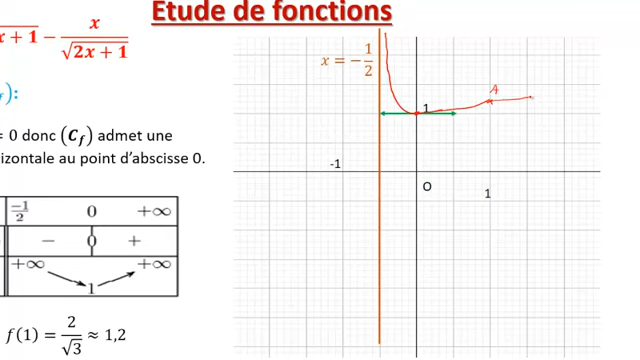 Etude de fonctions
x + 1 − x / √(2x + 1)
f):
= 0 donc (C_f) admet une
izontale au point d’abscisse 0.
−1/2 0 +∞
− 0 +
+∞ 1 +∞
f(1) = 2/√3 ≈ 1,2
x = −1/2
A
1
-1
O
1